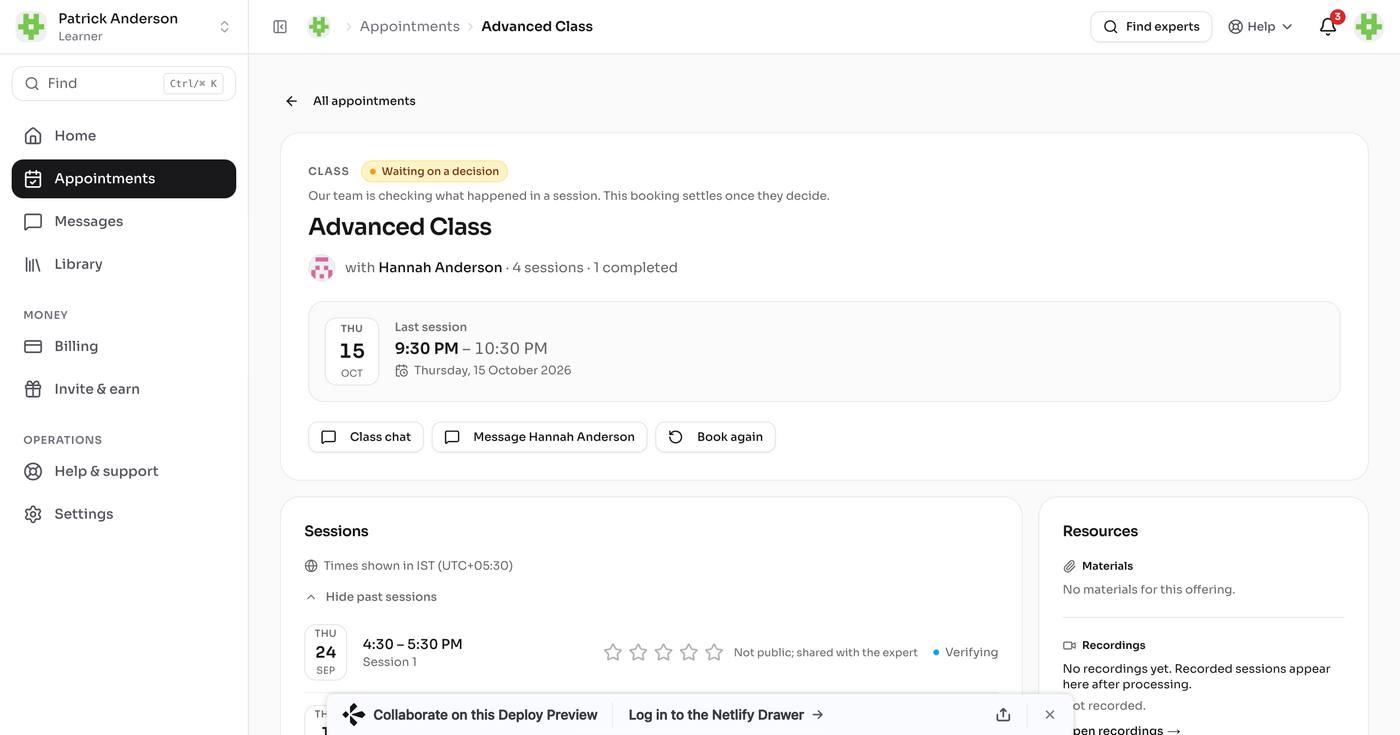 Patrick Anderson
Learner
Find
Ctrl/⌘ K
Home
Appointments
Messages
Library
MONEY
Billing
Invite & earn
OPERATIONS
Help & support
Settings
Appointments
Advanced Class
Find experts
Help
3
All appointments
CLASS
Waiting on a decision
Our team is checking what happened in a session. This booking settles once they decide.
Advanced Class
with Hannah Anderson · 4 sessions · 1 completed
THU
15
OCT
Last session
9:30 PM – 10:30 PM
Thursday, 15 October 2026
Class chat
Message Hannah Anderson
Book again
Sessions
Times shown in IST (UTC+05:30)
Hide past sessions
THU
24
SEP
4:30 – 5:30 PM
Session 1
Not public; shared with the expert
Verifying
Resources
Materials
No materials for this offering.
Recordings
No recordings yet. Recorded sessions appear
here after processing.
recorded.
recordings →
Collaborate on this Deploy Preview
Log in to the Netlify Drawer →